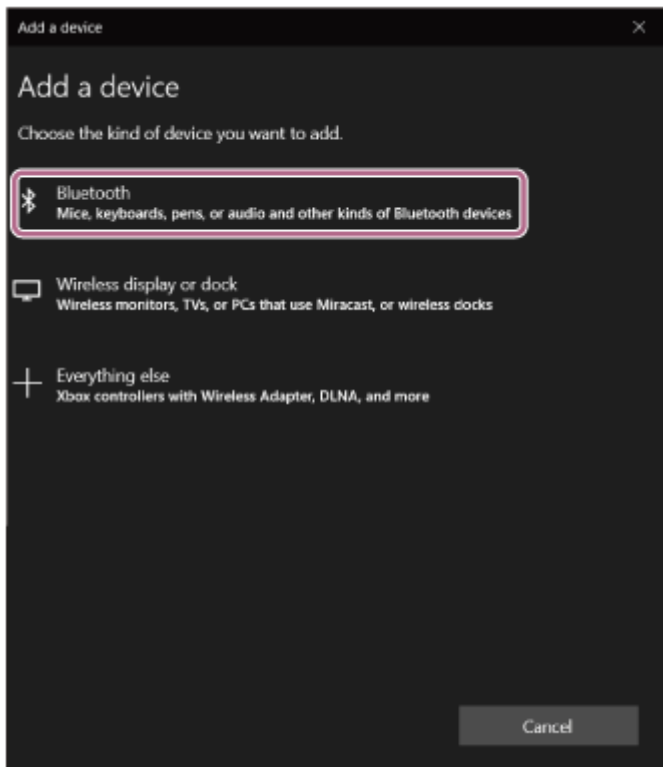 Add a device
Add a device
Choose the kind of device you want to add.
Bluetooth
Mice, keyboards, pens, or audio and other kinds of Bluetooth devices
Wireless display or dock
Wireless monitors, TVs, or PCs that use Miracast, or wireless docks
Everything else
Xbox controllers with Wireless Adapter, DLNA, and more
Cancel